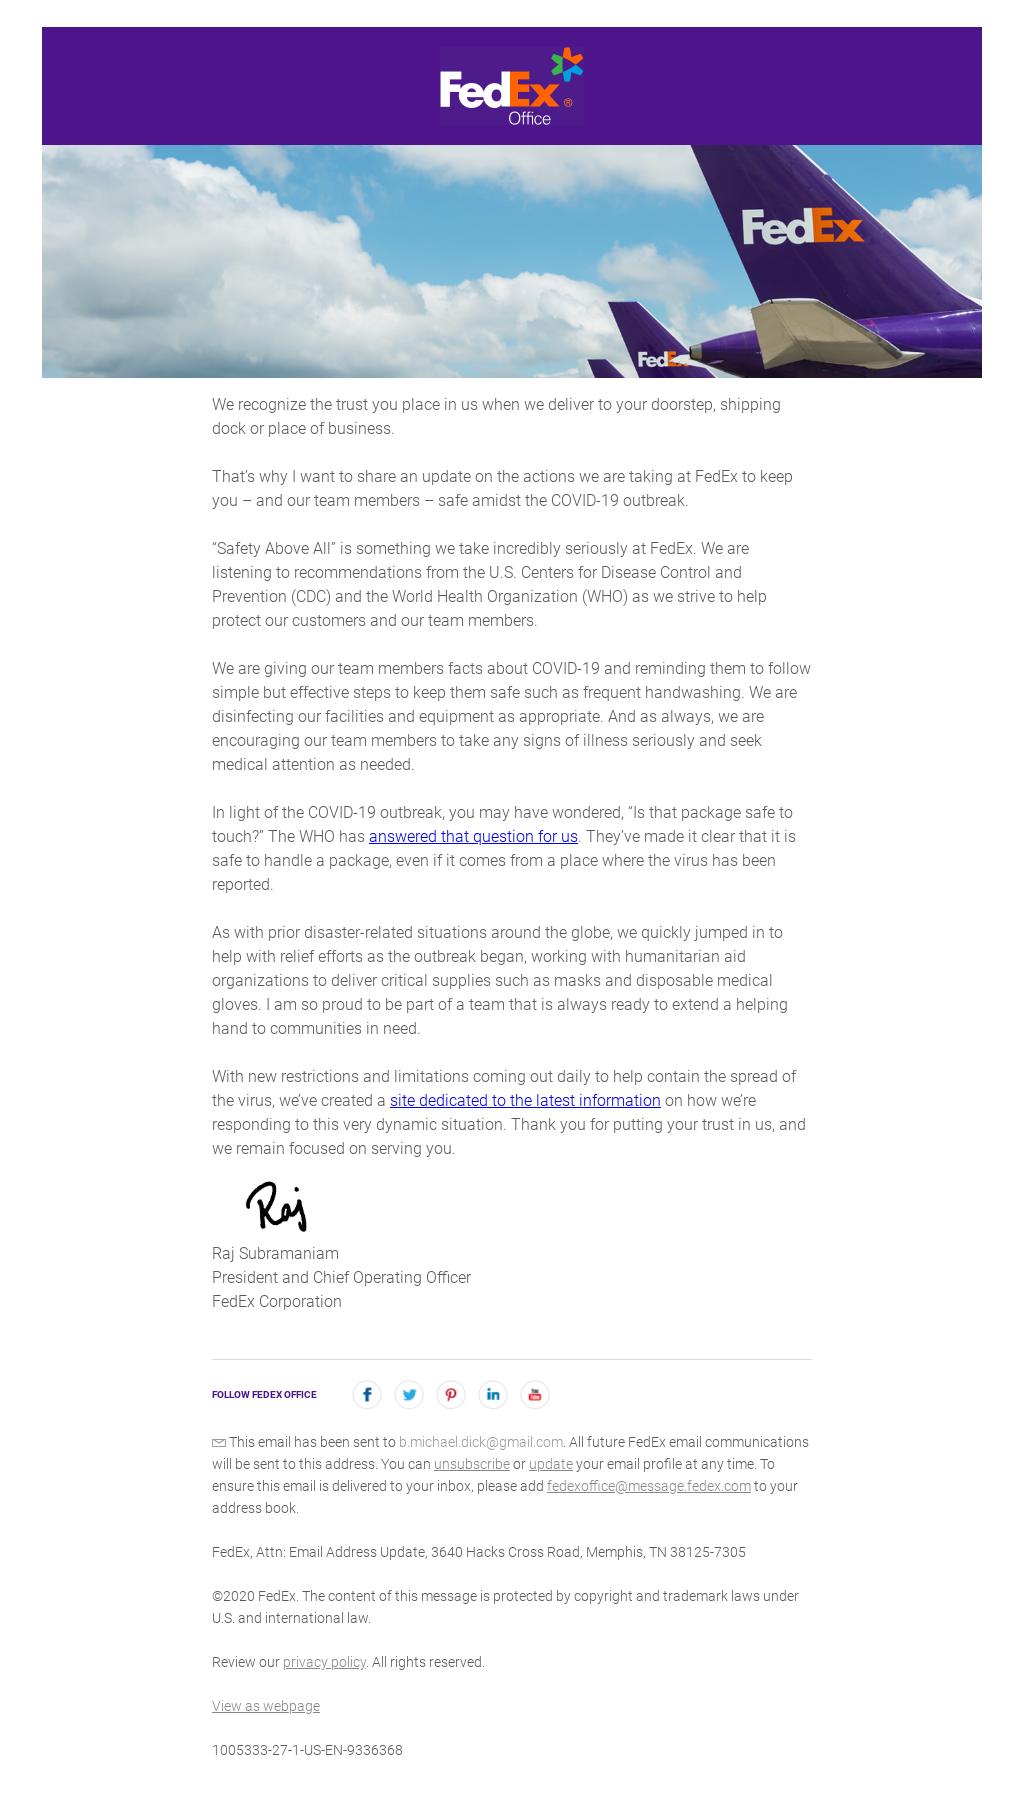 FedEx®
Office
FedEx
FedEx
We recognize the trust you place in us when we deliver to your doorstep, shipping
dock or place of business.
That’s why I want to share an update on the actions we are taking at FedEx to keep
you – and our team members – safe amidst the COVID-19 outbreak.
“Safety Above All” is something we take incredibly seriously at FedEx. We are
listening to recommendations from the U.S. Centers for Disease Control and
Prevention (CDC) and the World Health Organization (WHO) as we strive to help
protect our customers and our team members.
We are giving our team members facts about COVID-19 and reminding them to follow
simple but effective steps to keep them safe such as frequent handwashing. We are
disinfecting our facilities and equipment as appropriate. And as always, we are
encouraging our team members to take any signs of illness seriously and seek
medical attention as needed.
In light of the COVID-19 outbreak, you may have wondered, “Is that package safe to
touch?” The WHO has answered that question for us. They’ve made it clear that it is
safe to handle a package, even if it comes from a place where the virus has been
reported.
As with prior disaster-related situations around the globe, we quickly jumped in to
help with relief efforts as the outbreak began, working with humanitarian aid
organizations to deliver critical supplies such as masks and disposable medical
gloves. I am so proud to be part of a team that is always ready to extend a helping
hand to communities in need.
With new restrictions and limitations coming out daily to help contain the spread of
the virus, we’ve created a site dedicated to the latest information on how we’re
responding to this very dynamic situation. Thank you for putting your trust in us, and
we remain focused on serving you.
Raj
Raj Subramaniam
President and Chief Operating Officer
FedEx Corporation
FOLLOW FEDEX OFFICE
This email has been sent to b.michael.dick@gmail.com. All future FedEx email communications
will be sent to this address. You can unsubscribe or update your email profile at any time. To
ensure this email is delivered to your inbox, please add fedexoffice@message.fedex.com to your
address book.
FedEx, Attn: Email Address Update, 3640 Hacks Cross Road, Memphis, TN 38125-7305
©2020 FedEx. The content of this message is protected by copyright and trademark laws under
U.S. and international law.
Review our privacy policy. All rights reserved.
View as webpage
1005333-27-1-US-EN-9336368